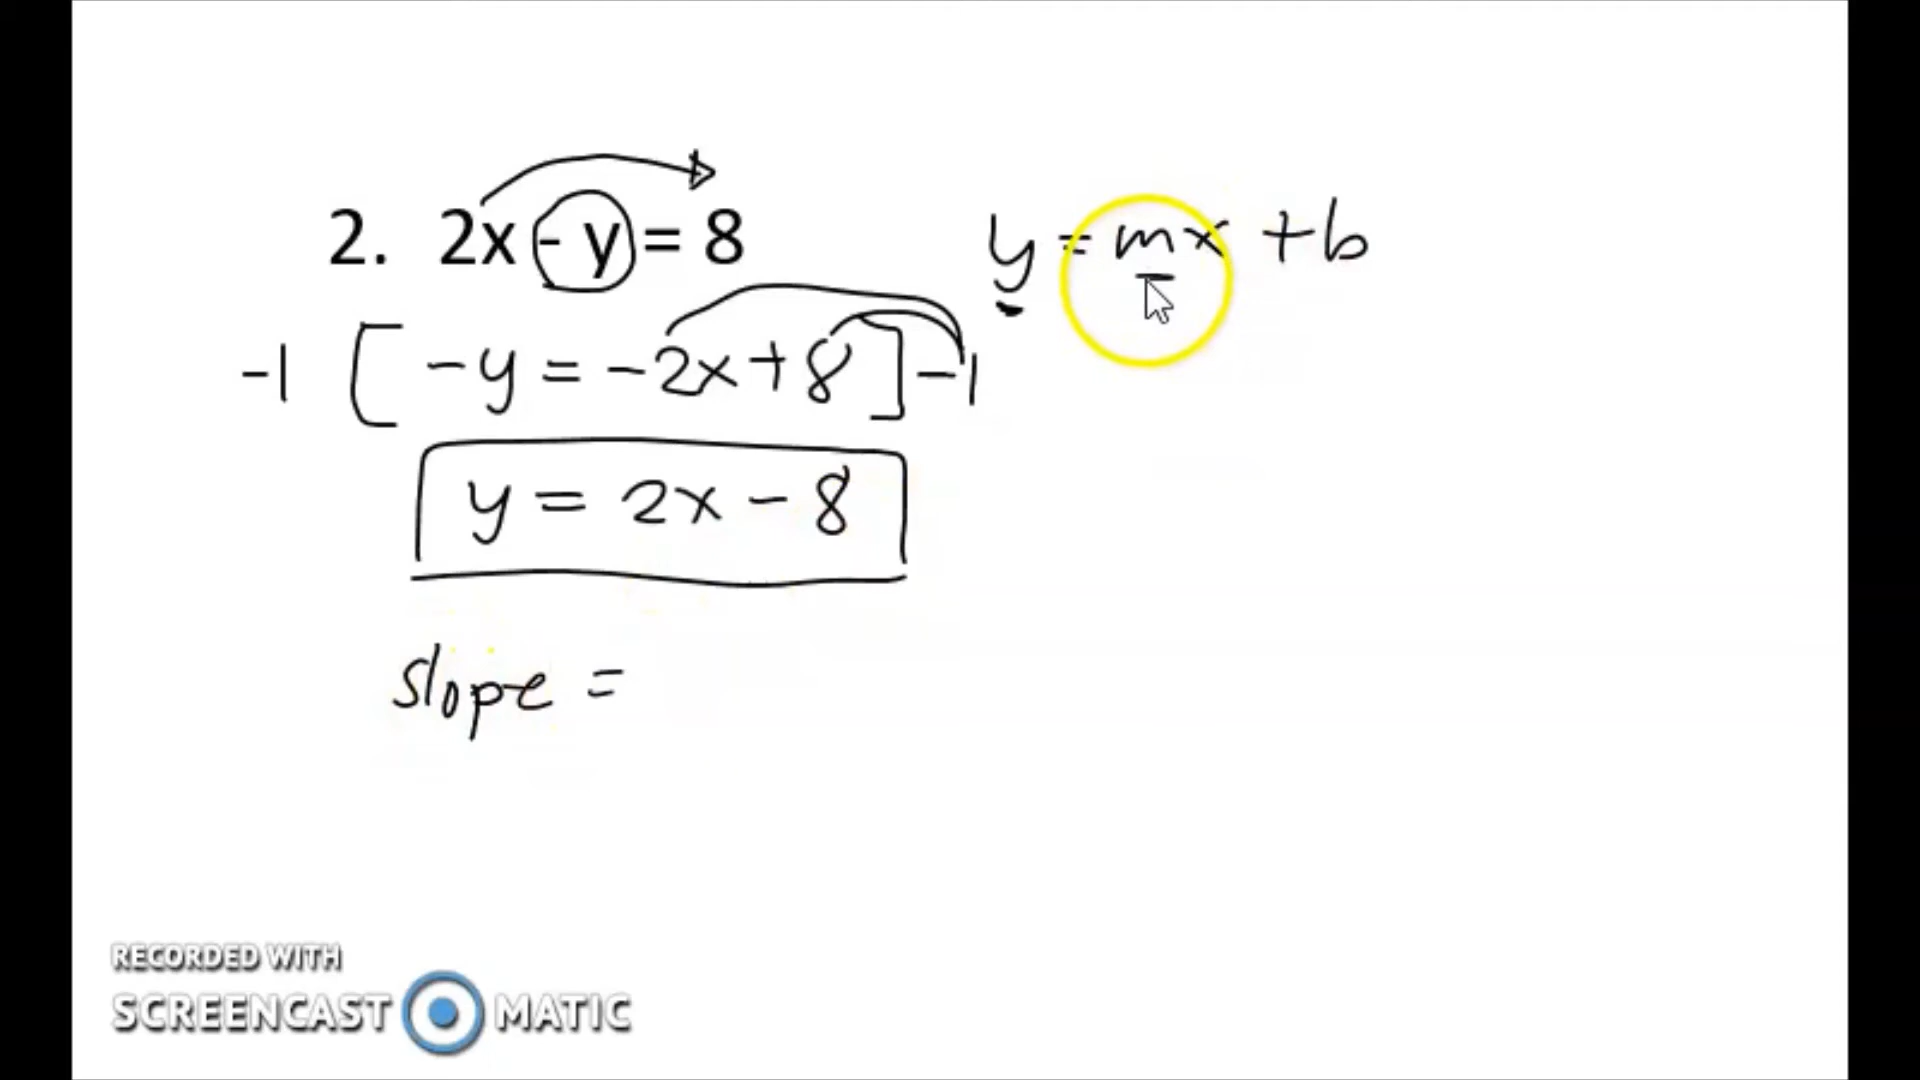 2. 2x - y = 8
y = mx + b
-1 [ -y = -2x + 8 ] -1
y = 2x - 8
slope =
RECORDED WITH
SCREENCAST MATIC